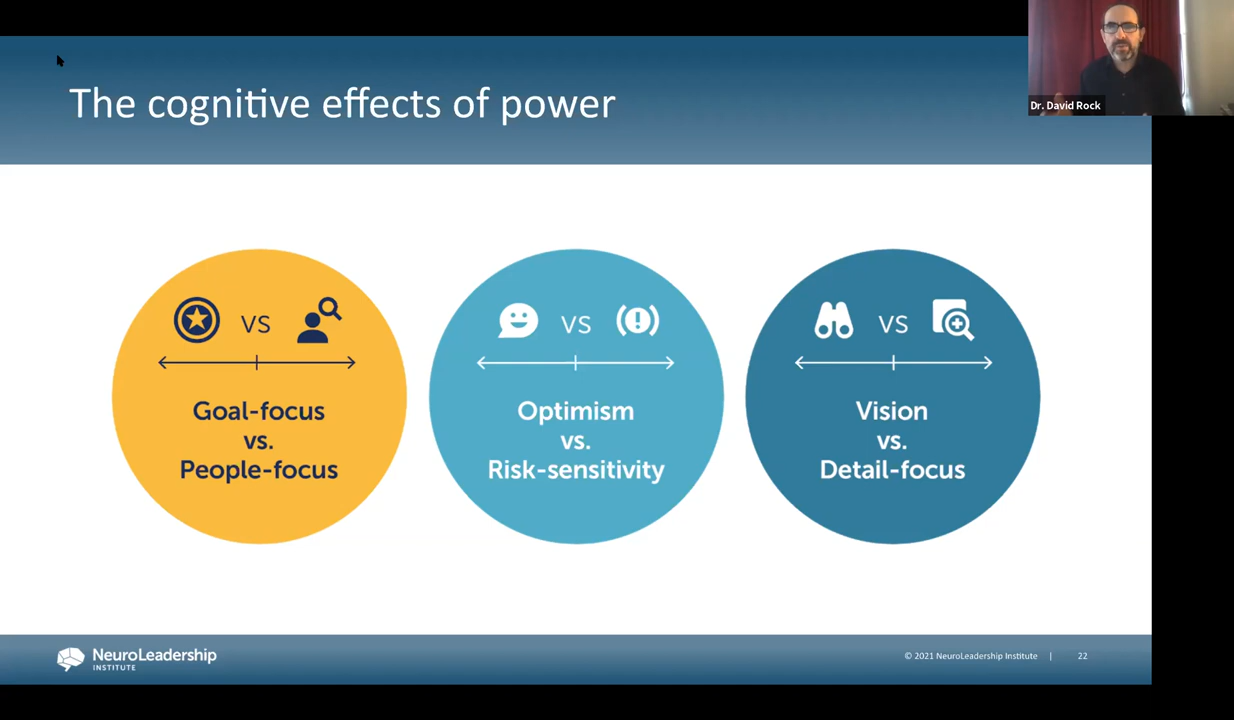 The cognitive effects of power
Dr. David Rock
VS
Goal-focus
vs.
People-focus
VS
Optimism
vs.
Risk-sensitivity
VS
Vision
vs.
Detail-focus
NeuroLeadership
INSTITUTE
© 2021 NeuroLeadership Institute | 22